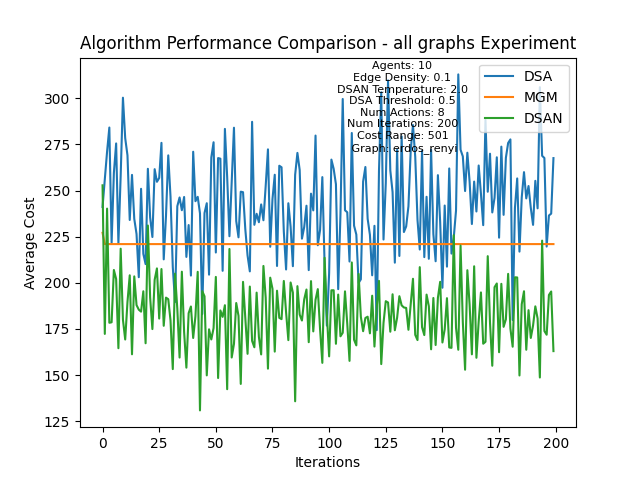 Algorithm Performance Comparison - all graphs Experiment
Agents: 10
Edge Density: 0.1
DSAN Temperature: 2.0
DSA Threshold: 0.5
Num Actions: 8
Num Iterations: 200
Cost Range: 501
Graph: erdos_renyi
DSA
MGM
DSAN
Average Cost
300
275
250
225
200
175
150
125
0
25
50
75
100
125
150
175
200
Iterations